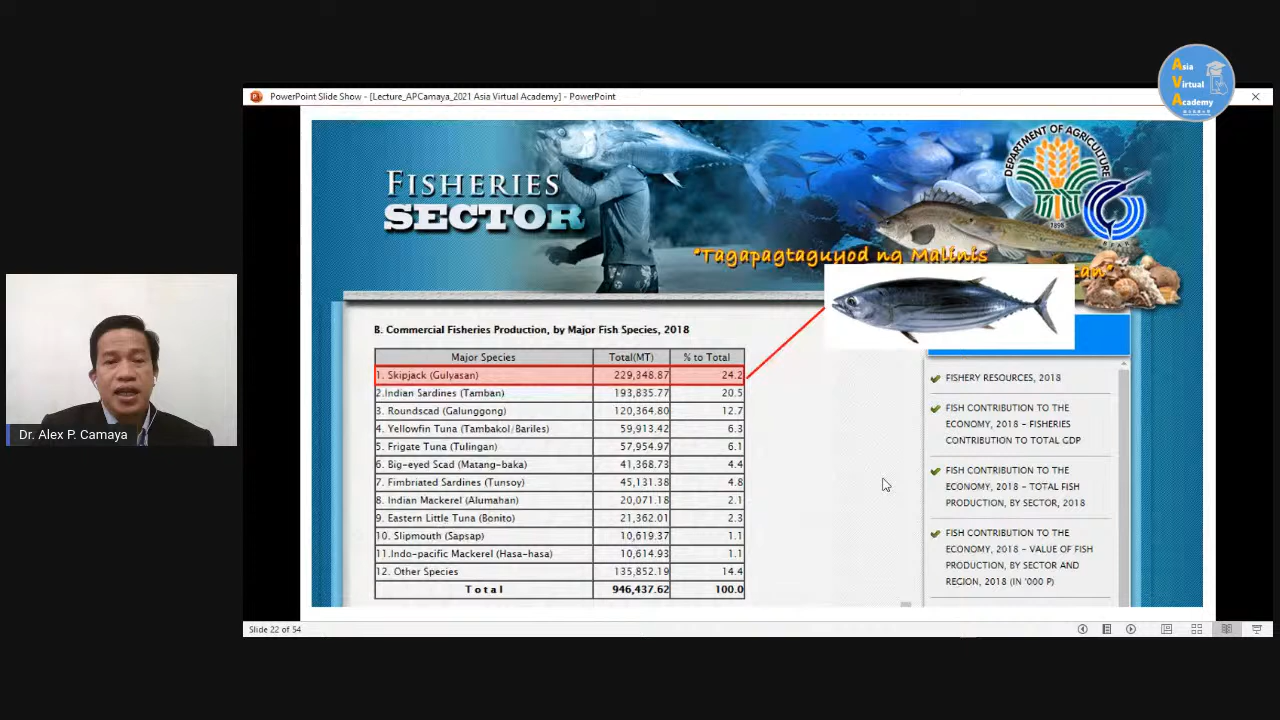 Asia
Virtual
Academy
PowerPoint Slide Show - [Lecture_APCamaya_2021 Asia Virtual Academy] - PowerPoint
FISHERIES
SECTOR
DEPARTMENT OF AGRICULTURE
1898
"Tagapagtaguyod ng Malinis
an"
B. Commercial Fisheries Production, by Major Fish Species, 2018
Major Species Total(MT) % to Total
1. Skipjack (Gulyasan) 229,348.87 24.2
2.Indian Sardines (Tamban) 193,835.77 20.5
3. Roundscad (Galunggong) 120,364.80 12.7
4. Yellowfin Tuna (Tambakol/Bariles) 59,913.42 6.3
5. Frigate Tuna (Tulingan) 57,954.97 6.1
6. Big-eyed Scad (Matang-baka) 41,368.73 4.4
7. Fimbriated Sardines (Tunsoy) 45,131.38 4.8
8. Indian Mackerel (Alumahan) 20,071.18 2.1
9. Eastern Little Tuna (Bonito) 21,362.01 2.3
10. Slipmouth (Sapsap) 10,619.37 1.1
11.Indo-pacific Mackerel (Hasa-hasa) 10,614.93 1.1
12. Other Species 135,852.19 14.4
Total 946,437.62 100.0
FISHERY RESOURCES, 2018
FISH CONTRIBUTION TO THE
ECONOMY, 2018 - FISHERIES
CONTRIBUTION TO TOTAL GDP
FISH CONTRIBUTION TO THE
ECONOMY, 2018 - TOTAL FISH
PRODUCTION, BY SECTOR, 2018
FISH CONTRIBUTION TO THE
ECONOMY, 2018 - VALUE OF FISH
PRODUCTION, BY SECTOR AND
REGION, 2018 (IN '000 P)
Dr. Alex P. Camaya
Slide 22 of 54